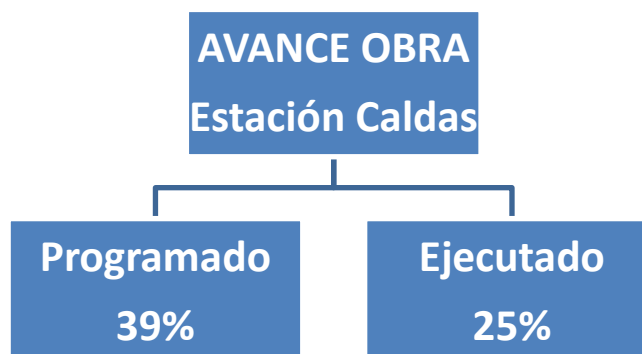 AVANCE OBRA
Estación Caldas
Programado
39%
Ejecutado
25%